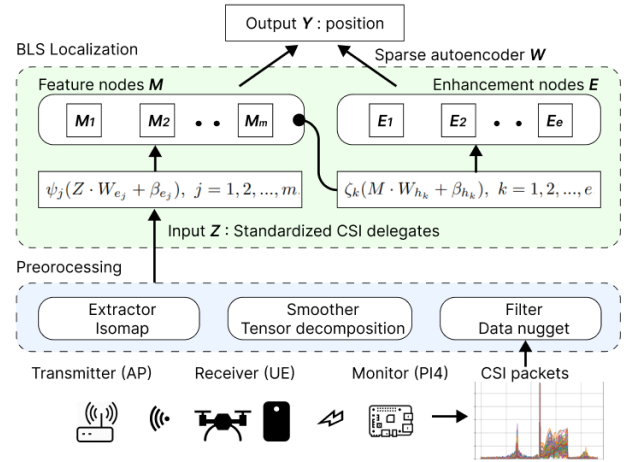 Output Y : position
BLS Localization
Sparse autoencoder W
Feature nodes M
Enhancement nodes E
M1 M2 • • Mm
E1 E2 • • Ee
ψj(Z · Wej + βej), j = 1, 2, ..., m.
ζk(M · Whk + βhk), k = 1, 2, ..., e
Input Z : Standardized CSI delegates
Preorocessing
Extractor
Isomap
Smoother
Tensor decomposition
Filter
Data nugget
Transmitter (AP)
Receiver (UE)
Monitor (PI4)
CSI packets